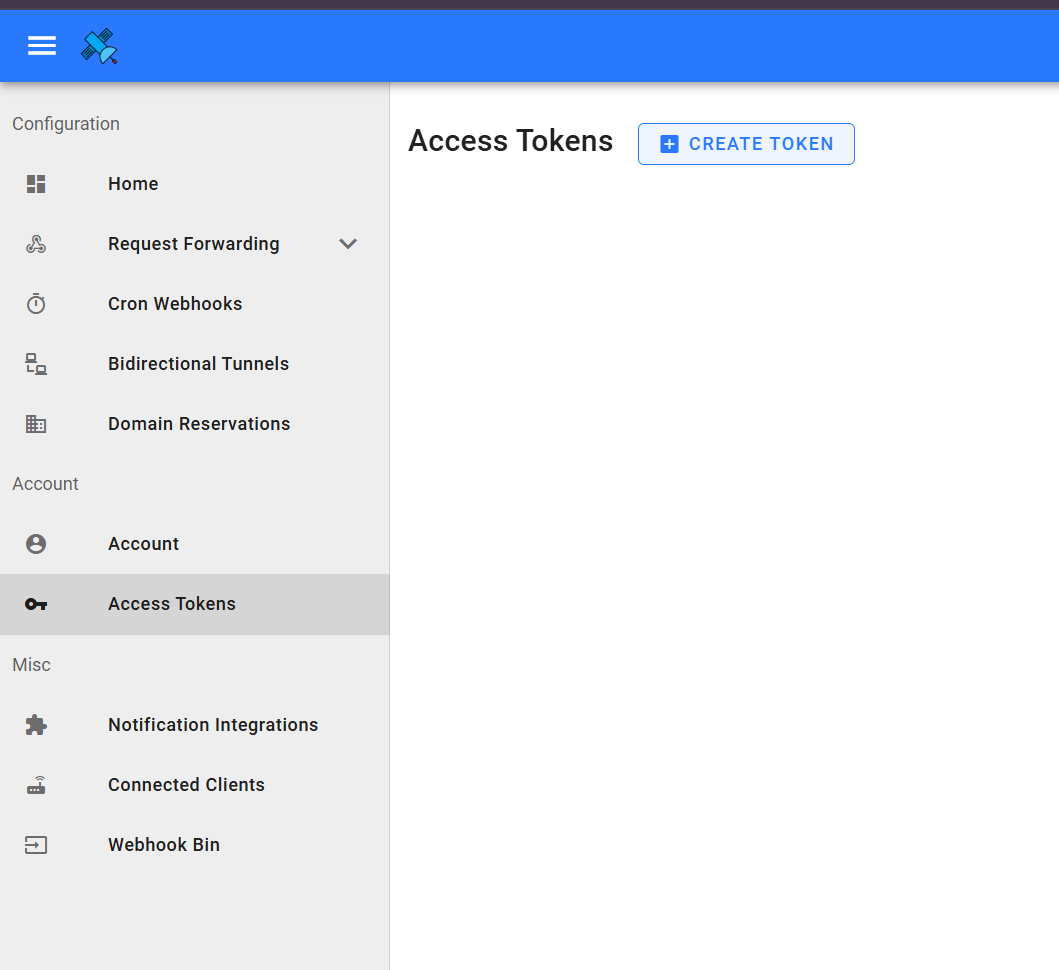 Configuration
Home
Request Forwarding
Cron Webhooks
Bidirectional Tunnels
Domain Reservations
Account
Account
Access Tokens
Misc
Notification Integrations
Connected Clients
Webhook Bin
Access Tokens
CREATE TOKEN